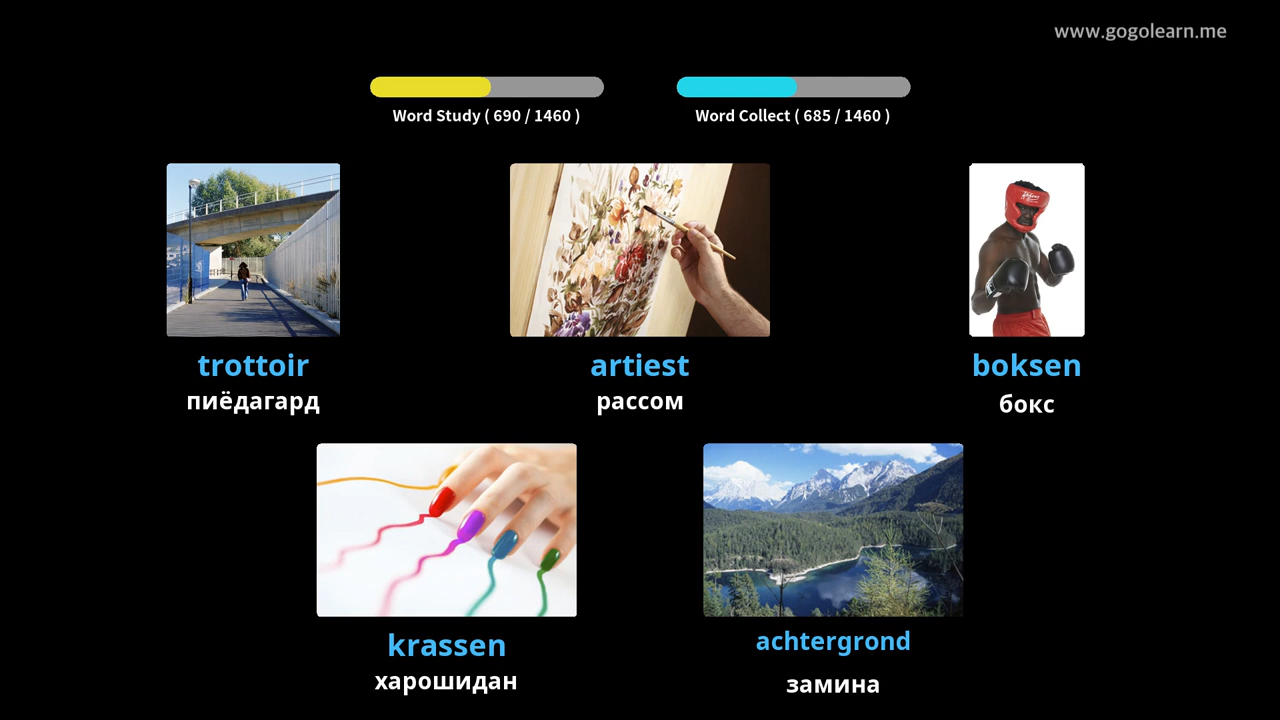 www.gogolearn.me
Word Study ( 690 / 1460 )
Word Collect ( 685 / 1460 )
trottoir
пиёдагард
artiest
рассом
boksen
бокс
krassen
харошидан
achtergrond
замина